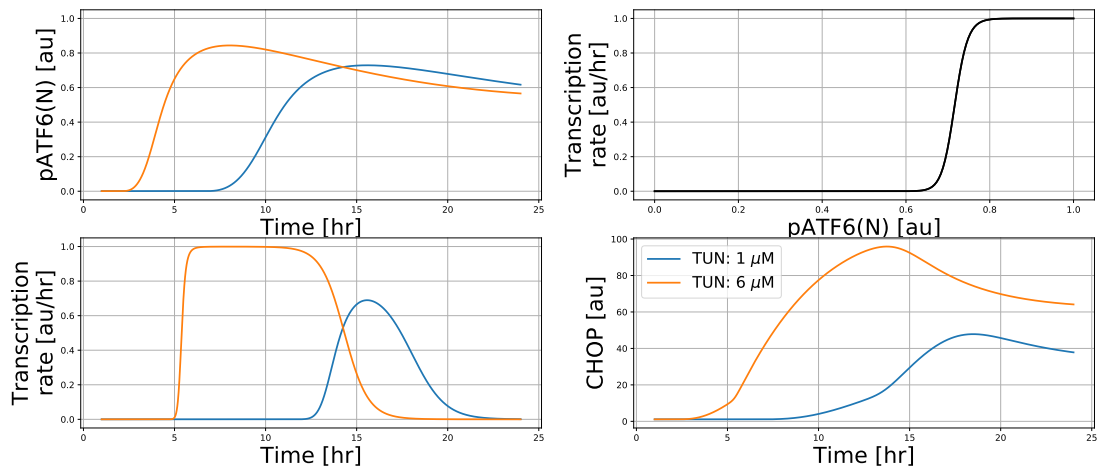 pATF6(N) [au]
1.0
0.8
0.6
0.4
0.2
0.0
0 5 10 15 20 25
Time [hr]
Transcription
rate [au/hr]
1.0
0.8
0.6
0.4
0.2
0.0
0.0 0.2 0.4 0.6 0.8 1.0
pATF6(N) [au]
Transcription
rate [au/hr]
1.0
0.8
0.6
0.4
0.2
0.0
0 5 10 15 20 25
Time [hr]
CHOP [au]
100
80
60
40
20
0
TUN: 1 μM
TUN: 6 μM
0 5 10 15 20 25
Time [hr]